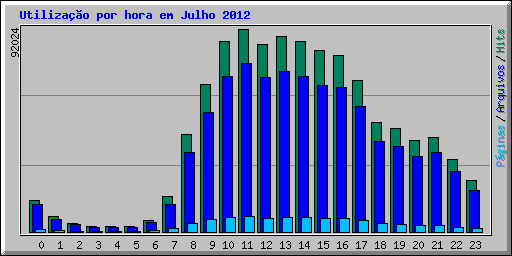 Utilização por hora em Julho 2012
92024
Páginas / Arquivos / Hits
0 1 2 3 4 5 6 7 8 9 10 11 12 13 14 15 16 17 18 19 20 21 22 23